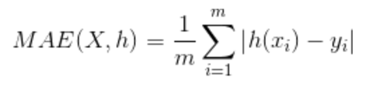 MAE(X, h) = \frac{1}{m} \sum_{i=1}^{m} |h(x_i) - y_i|